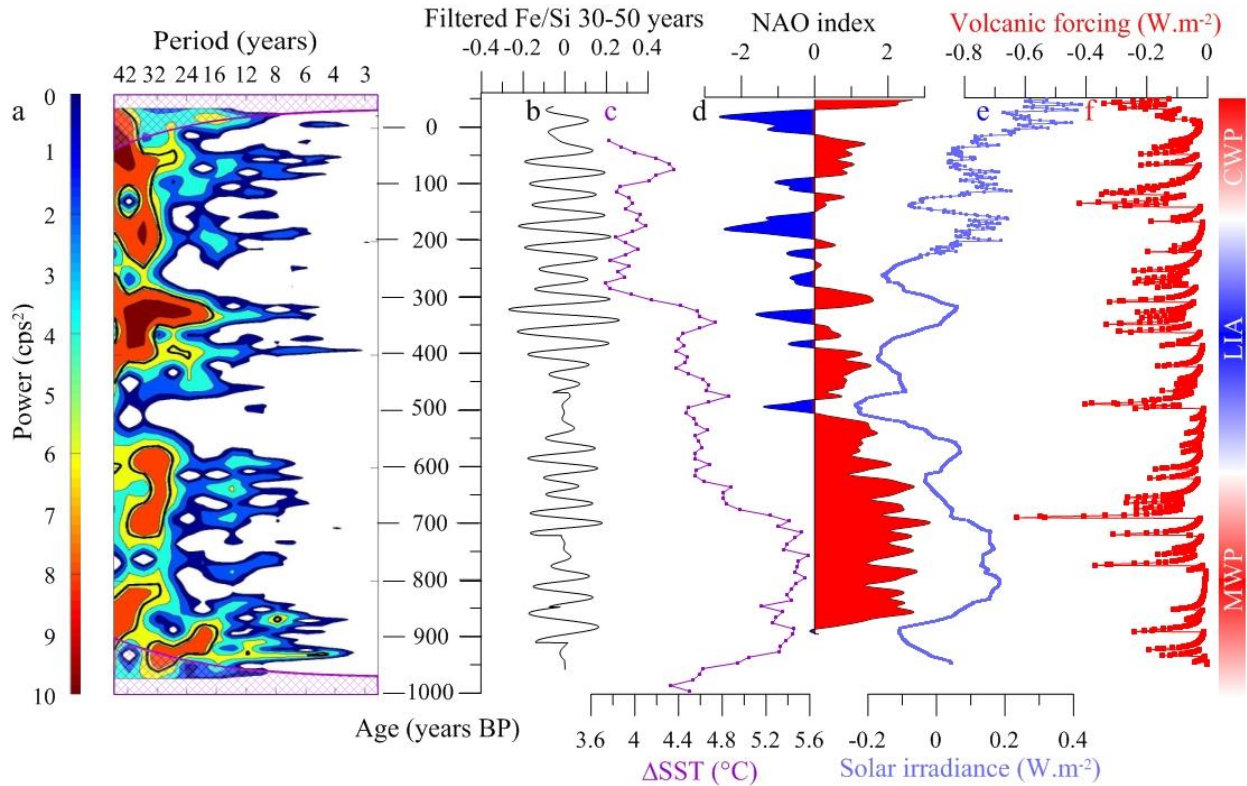 Filtered Fe/Si 30-50 years
NAO index
Volcanic forcing (W.m-2)
Period (years)
-0.4 -0.2 0 0.2 0.4
-2 0 2
-0.8 -0.6 -0.4 -0.2 0
42 32 24 16 12 8 6 4 3
a
b
c
d
e
f
0
1
2
3
4
5
6
7
8
9
10
Power (cps²)
0
100
200
300
400
500
600
700
800
900
1000
Age (years BP)
CWP
LIA
MWP
3.6 4 4.4 4.8 5.2 5.6
ΔSST (°C)
-0.2 0 0.2 0.4
Solar irradiance (W.m-2)